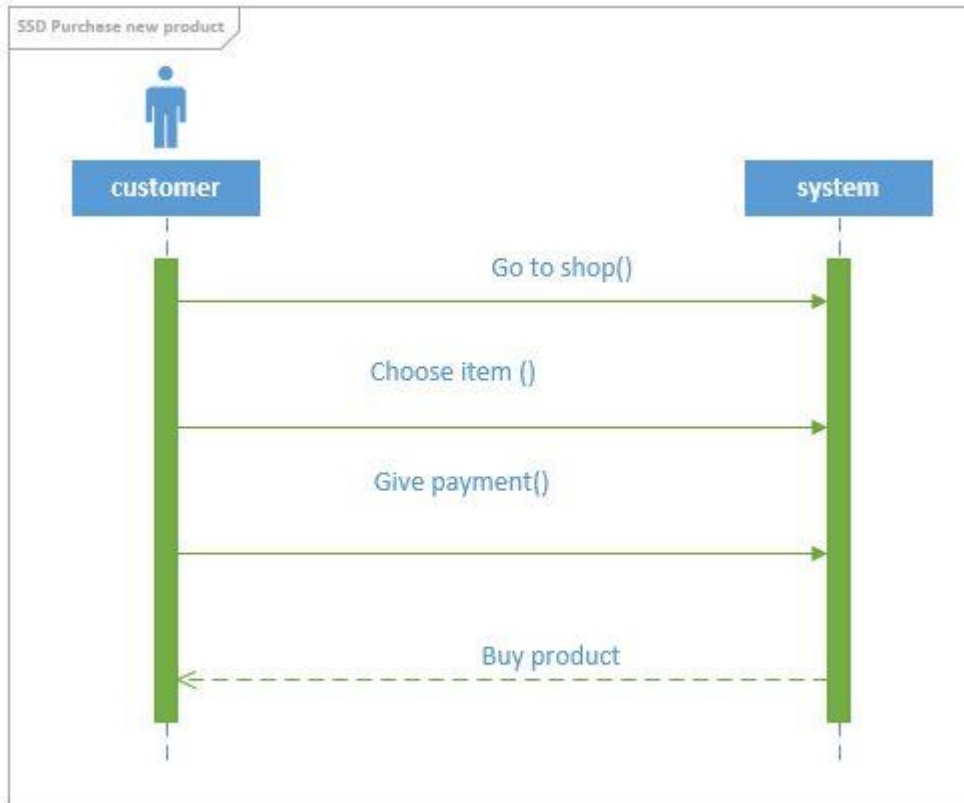 SSD Purchase new product
customer
system
Go to shop()
Choose item ()
Give payment()
Buy product